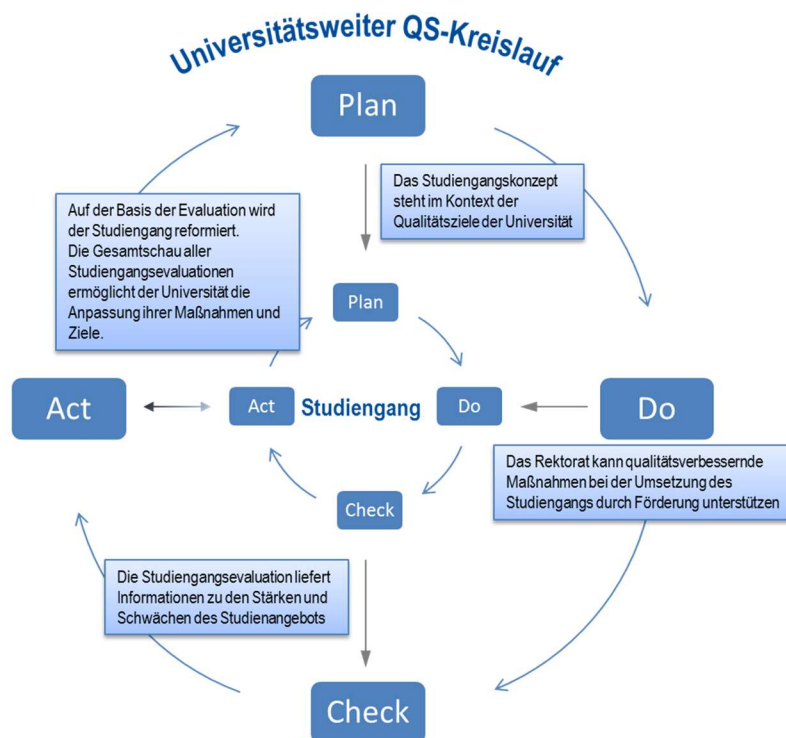 Universitätsweiter QS-Kreislauf
Plan
Das Studiengangskonzept
steht im Kontext der
Qualitätsziele der Universität
Auf der Basis der Evaluation wird
der Studiengang reformiert.
Die Gesamtschau aller
Studiengangsevaluationen
ermöglicht der Universität die
Anpassung ihrer Maßnahmen und
Ziele.
Plan
Act
Act
Studiengang
Do
Do
Das Rektorat kann qualitätsverbessernde
Maßnahmen bei der Umsetzung des
Studiengangs durch Förderung unterstützen
Check
Die Studiengangsevaluation liefert
Informationen zu den Stärken und
Schwächen des Studienangebots
Check